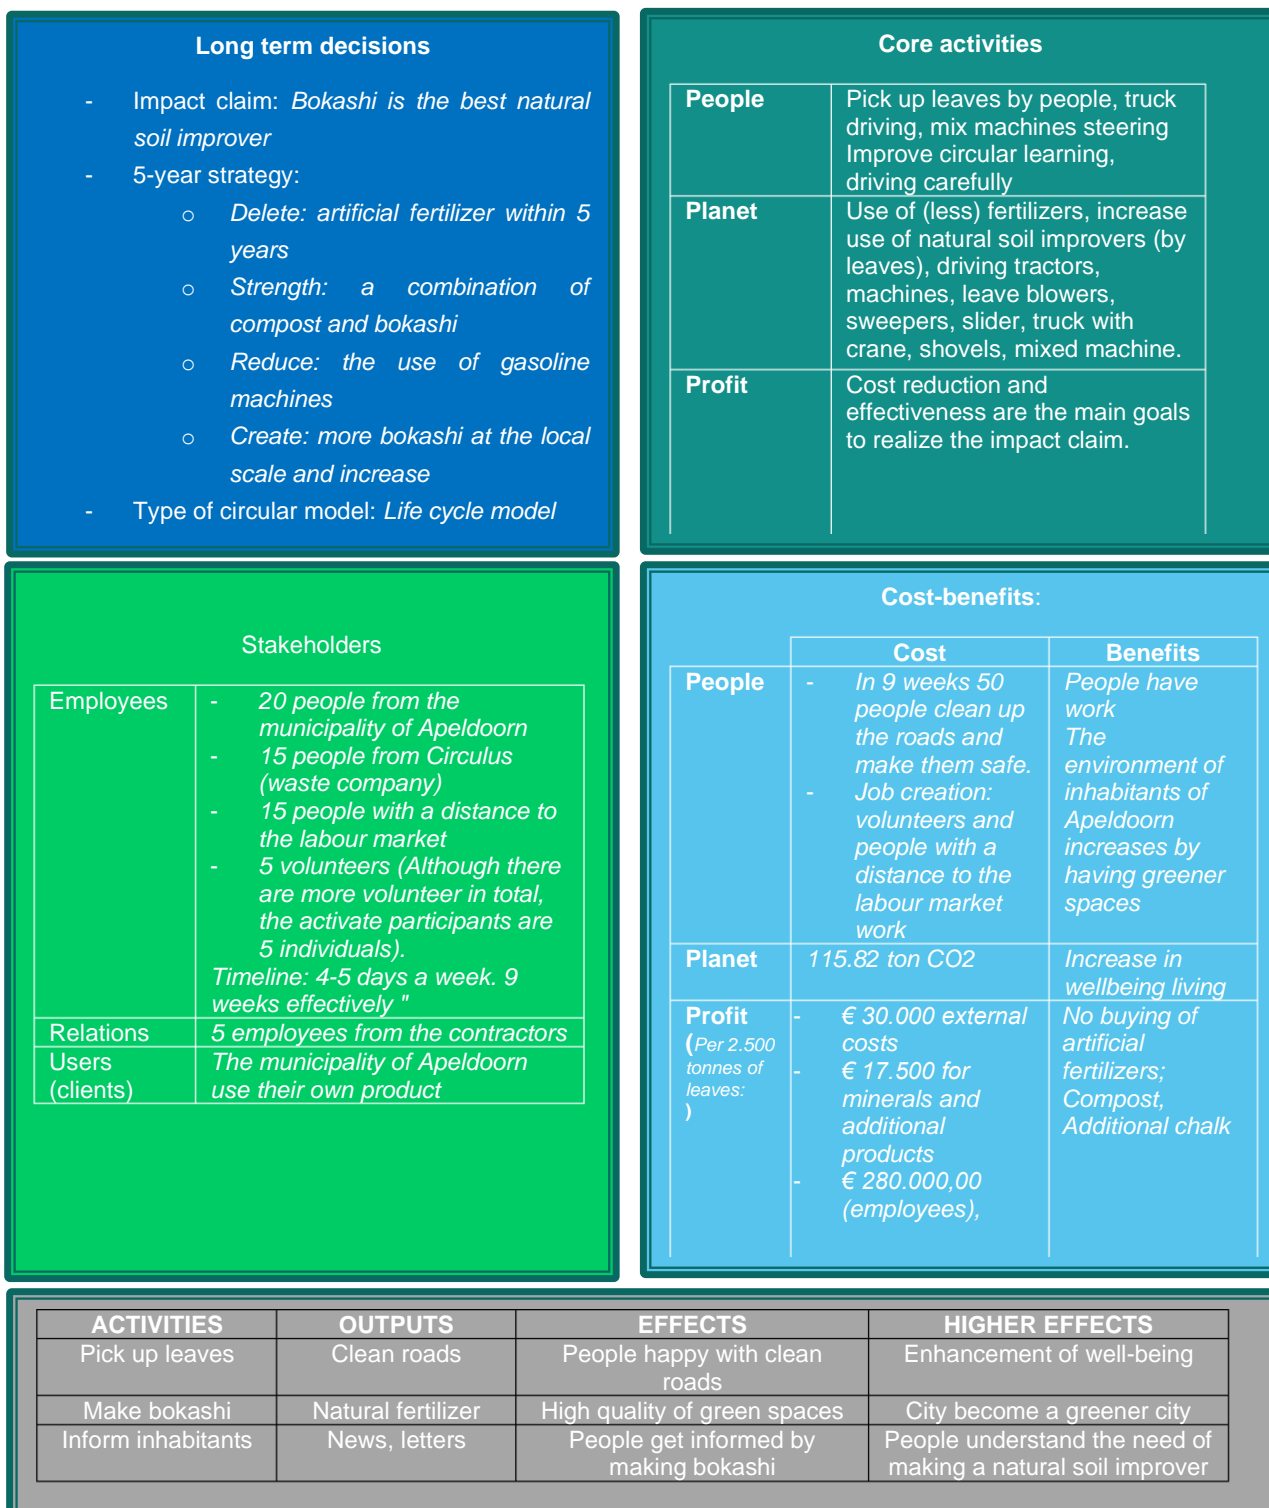 Long term decisions
- Impact claim: Bokashi is the best natural
soil improver
- 5-year strategy:
o Delete: artificial fertilizer within 5
years
o Strength: a combination of
compost and bokashi
o Reduce: the use of gasoline
machines
o Create: more bokashi at the local
scale and increase
- Type of circular model: Life cycle model
Core activities
People
Pick up leaves by people, truck
driving, mix machines steering
Improve circular learning,
driving carefully
Planet
Use of (less) fertilizers, increase
use of natural soil improvers (by
leaves), driving tractors,
machines, leave blowers,
sweepers, slider, truck with
crane, shovels, mixed machine.
Profit
Cost reduction and
effectiveness are the main goals
to realize the impact claim.
Stakeholders
Employees
- 20 people from the
municipality of Apeldoorn
- 15 people from Circulus
(waste company)
- 15 people with a distance to
the labour market
- 5 volunteers (Although there
are more volunteer in total,
the activate participants are
5 individuals).
Timeline: 4-5 days a week. 9
weeks effectively "
Relations
5 employees from the contractors
Users
(clients)
The municipality of Apeldoorn
use their own product
Cost-benefits:
Cost
Benefits
People
- In 9 weeks 50
people clean up
the roads and
make them safe.
- Job creation:
volunteers and
people with a
distance to the
labour market
work
People have
work
The
environment of
inhabitants of
Apeldoorn
increases by
having greener
spaces
Planet
115.82 ton CO2
Increase in
wellbeing living
Profit
(Per 2.500
tonnes of
leaves:
)
- € 30.000 external
costs
- € 17.500 for
minerals and
additional
products
- € 280.000,00
(employees),
No buying of
artificial
fertilizers;
Compost,
Additional chalk
ACTIVITIES OUTPUTS EFFECTS HIGHER EFFECTS
Pick up leaves
Clean roads
People happy with clean
roads
Enhancement of well-being
Make bokashi
Natural fertilizer
High quality of green spaces
City become a greener city
Inform inhabitants
News, letters
People get informed by
making bokashi
People understand the need of
making a natural soil improver